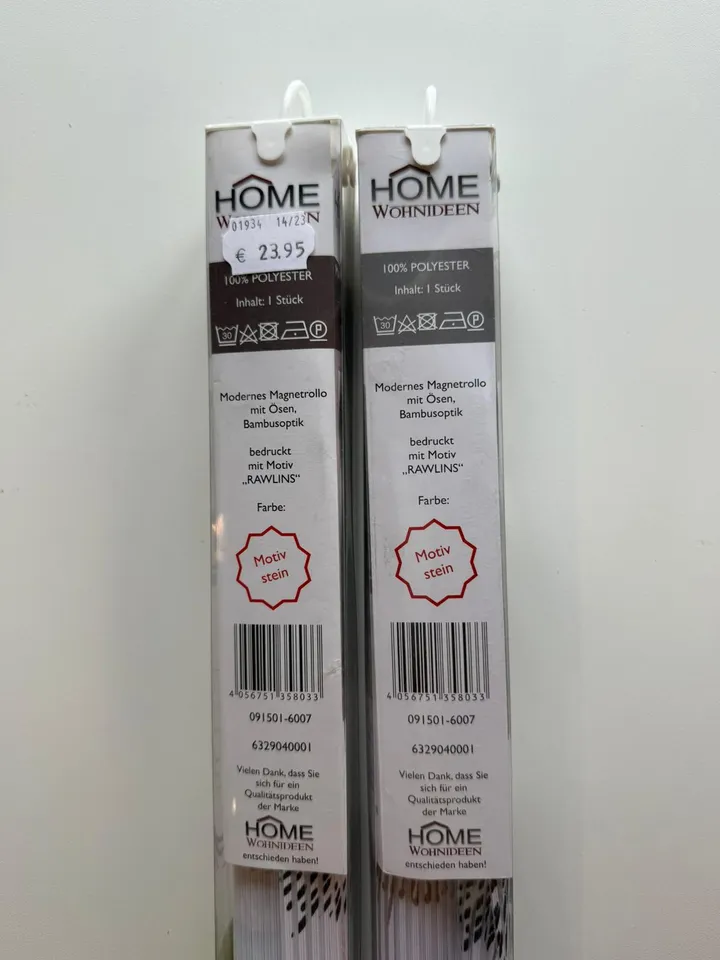 HOME
01934 14/23
€ 23.95
100% POLYESTER
Inhalt: 1 Stück
30
P
Modernes Magnetrollo
mit Ösen,
Bambusoptik
bedruckt
mit Motiv
„RAWLINS“
Farbe:
Motiv
stein
4 056751 358033
091501-6007
6329040001
Vielen Dank, dass Sie
sich für ein
Qualitätsprodukt
der Marke
HOME
WOHNIDEEN
entschieden haben!
HOME
WOHNIDEEN
100% POLYESTER
Inhalt: 1 Stück
30
P
Modernes Magnetrollo
mit Ösen,
Bambusoptik
bedruckt
mit Motiv
„RAWLINS“
Farbe:
Motiv
stein
4 056751 358033
091501-6007
6329040001
Vielen Dank, dass Sie
sich für ein
Qualitätsprodukt
der Marke
HOME
WOHNIDEEN
entschieden haben!